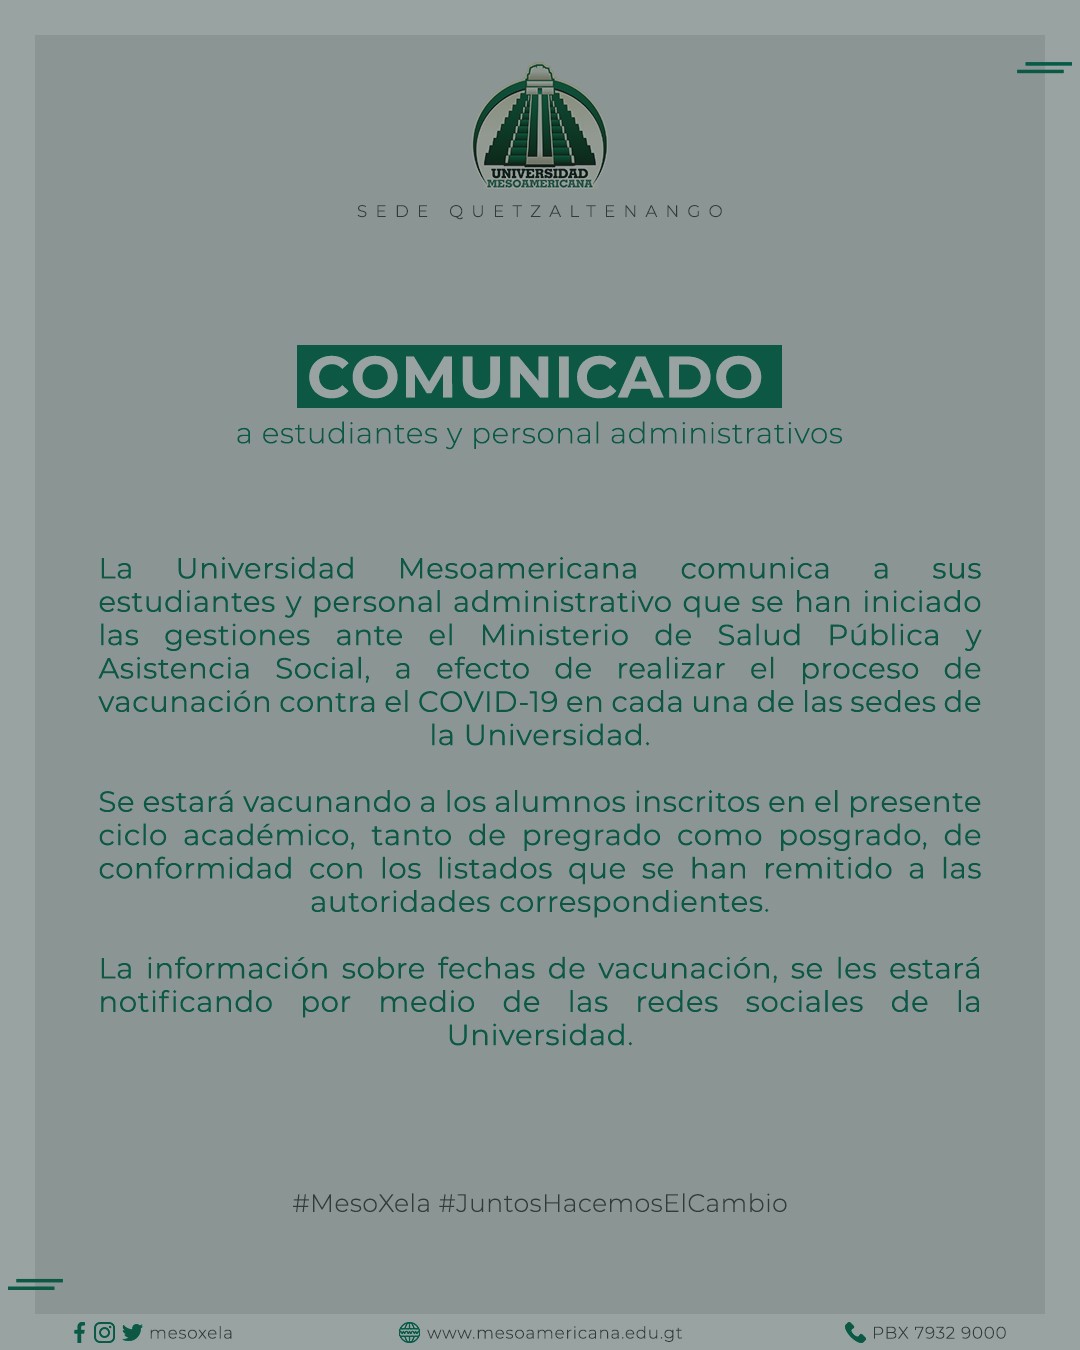 UNIVERSIDAD
MESOAMERICANA
SEDE QUETZALTENANGO
COMUNICADO
a estudiantes y personal administrativos
La Universidad Mesoamericana comunica a sus
estudiantes y personal administrativo que se han iniciado
las gestiones ante el Ministerio de Salud Pública y
Asistencia Social, a efecto de realizar el proceso de
vacunación contra el COVID-19 en cada una de las sedes de
la Universidad.
Se estará vacunando a los alumnos inscritos en el presente
ciclo académico, tanto de pregrado como posgrado, de
conformidad con los listados que se han remitido a las
autoridades correspondientes.
La información sobre fechas de vacunación, se les estará
notificando por medio de las redes sociales de la
Universidad.
#MesoXela #JuntosHacemosElCambio
mesoxela www.mesoamericana.edu.gt PBX 7932 9000